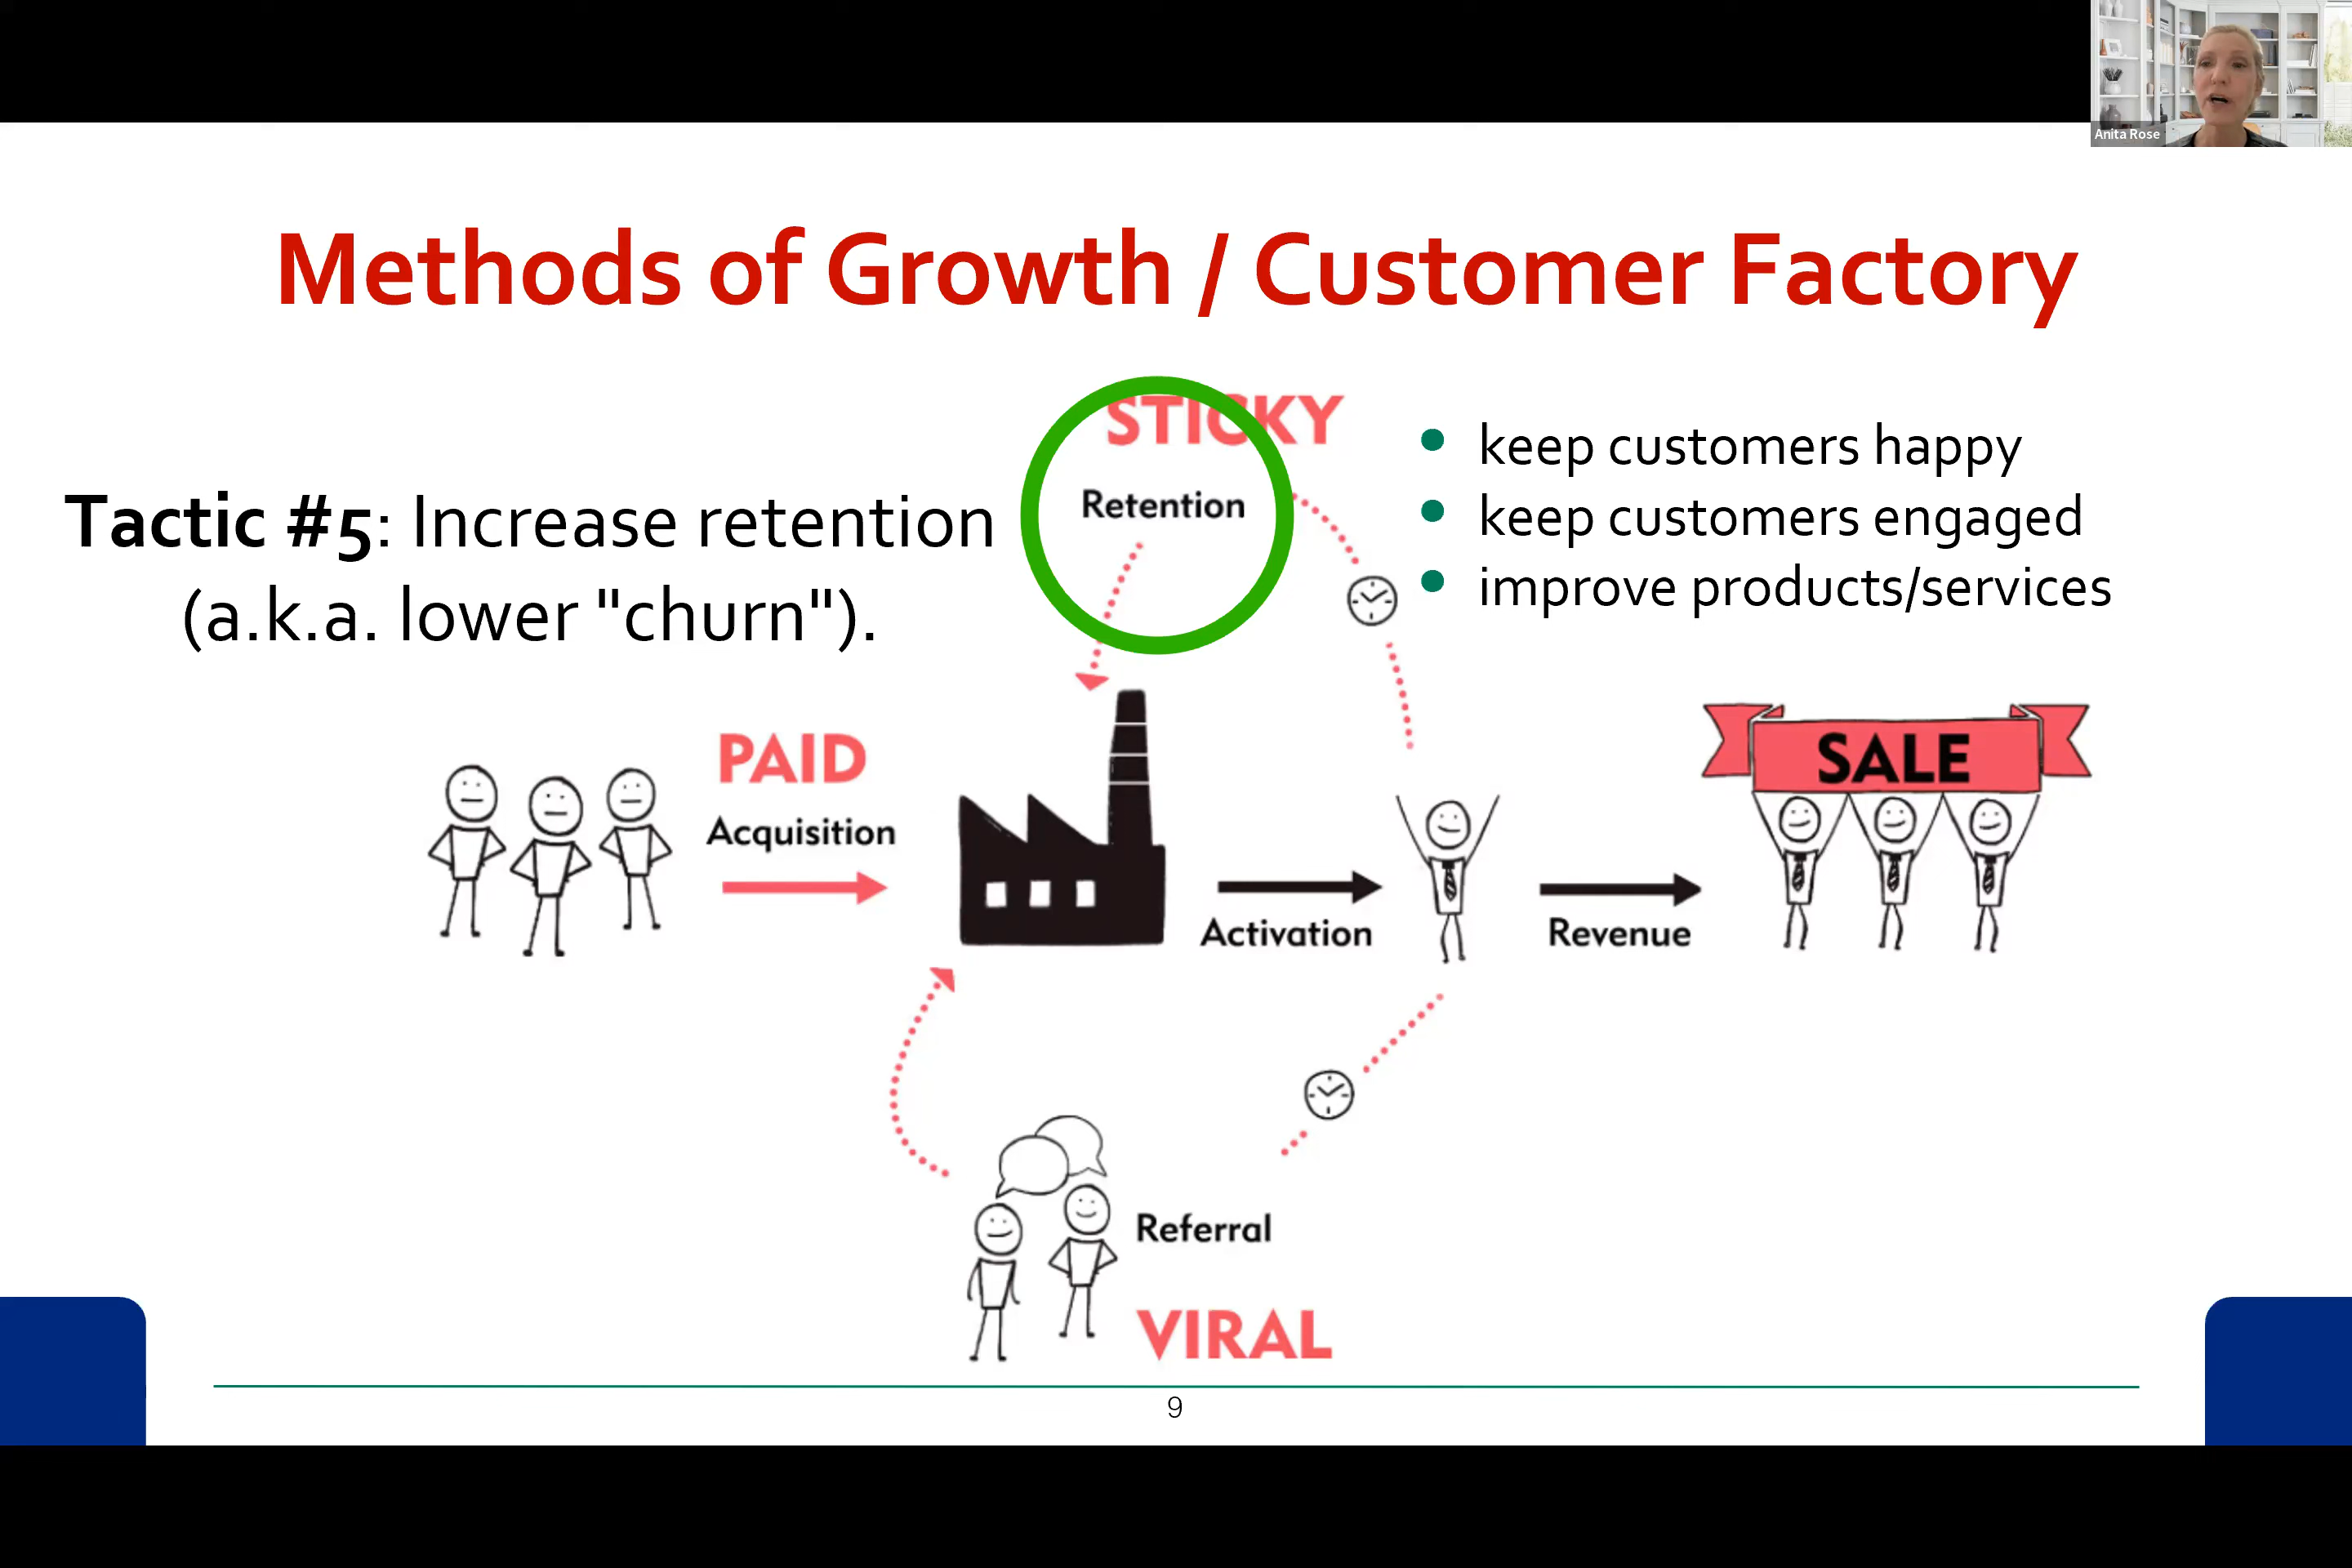 Anita Rose
Methods of Growth / Customer Factory
STICKY
Retention
Tactic #5: Increase retention
(a.k.a. lower "churn").
• keep customers happy
• keep customers engaged
• improve products/services
PAID
Acquisition
Activation
Revenue
SALE
Referral
VIRAL
9